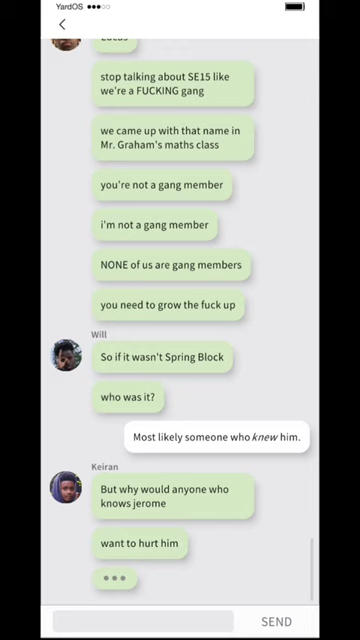 YardOS
Lucas
stop talking about SE15 like
we're a FUCKING gang
we came up with that name in
Mr. Graham's maths class
you're not a gang member
i'm not a gang member
NONE of us are gang members
you need to grow the fuck up
Will
So if it wasn't Spring Block
who was it?
Most likely someone who knew him.
Keiran
But why would anyone who
knows jerome
want to hurt him
SEND